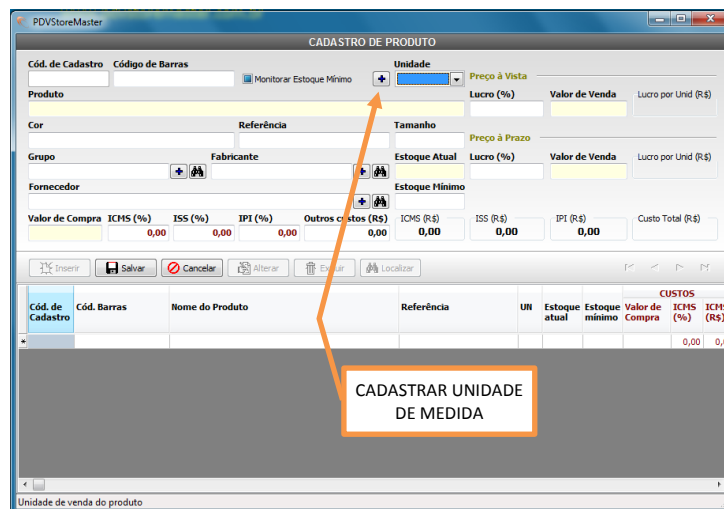 PDVStoreMaster
CADASTRO DE PRODUTO
Cód. de Cadastro Código de Barras Unidade
Monitorar Estoque Mínimo Preço à Vista
Produto Lucro (%) Valor de Venda Lucro por Unid (R$)
Cor Referência Tamanho
Preço à Prazo
Grupo Fabricante Estoque Atual Lucro (%) Valor de Venda Lucro por Unid (R$)
Fornecedor Estoque Mínimo
Valor de Compra ICMS (%) ISS (%) IPI (%) Outros custos (R$) ICMS (R$) ISS (R$) IPI (R$) Custo Total (R$)
0,00 0,00 0,00 0,00 0,00 0,00 0,00
Inserir Salvar Cancelar Alterar Localizar
CUSTOS
Cód. de Cadastro Cód. Barras Nome do Produto Referência UN Estoque atual Estoque mínimo Valor de Compra ICMS (%) ICMS (R$)
0,00
CADASTRAR UNIDADE
DE MEDIDA
Unidade de venda do produto